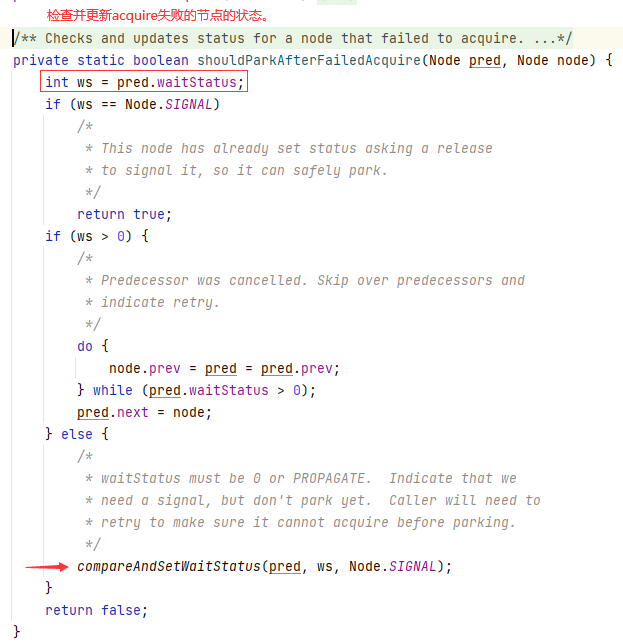 检查并更新acquire失败的节点的状态。
/** Checks and updates status for a node that failed to acquire. ...*/
private static boolean shouldParkAfterFailedAcquire(Node pred, Node node) {
    int ws = pred.waitStatus;
    if (ws == Node.SIGNAL)
        /*
         * This node has already set status asking a release
         * to signal it, so it can safely park.
         */
        return true;
    if (ws > 0) {
        /*
         * Predecessor was cancelled. Skip over predecessors and
         * indicate retry.
         */
        do {
            node.prev = pred = pred.prev;
        } while (pred.waitStatus > 0);
        pred.next = node;
    } else {
        /*
         * waitStatus must be 0 or PROPAGATE.  Indicate that we
         * need a signal, but don't park yet.  Caller will need to
         * retry to make sure it cannot acquire before parking.
         */
        compareAndSetWaitStatus(pred, ws, Node.SIGNAL);
    }
    return false;
}